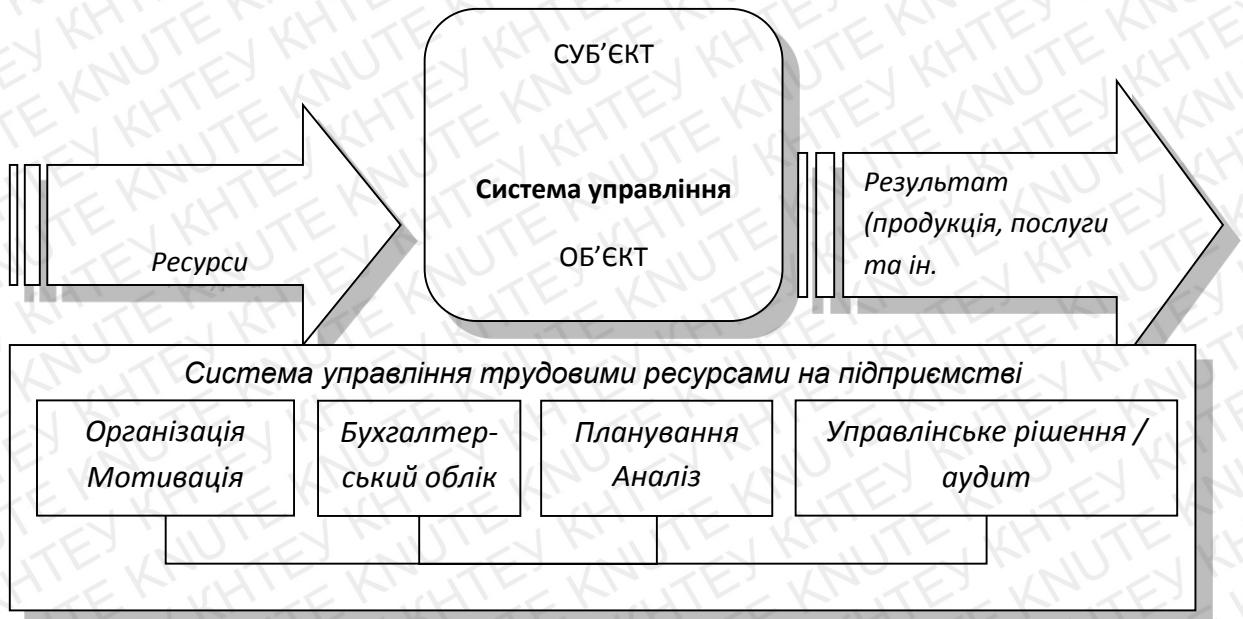 СУБ'ЄКТ
Система управління
ОБ'ЄКТ
Ресурси
Результат
(продукція, послуги
та ін.
Система управління трудовими ресурсами на підприємстві
Організація
Мотивація
Бухгалтер-
ський облік
Планування
Аналіз
Управлінське рішення /
аудит